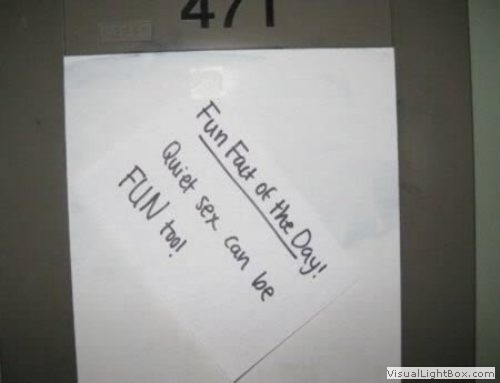 471
Fun Fact of the Day!
Quiet sex can be
FUN too!
VisualLightBox.com